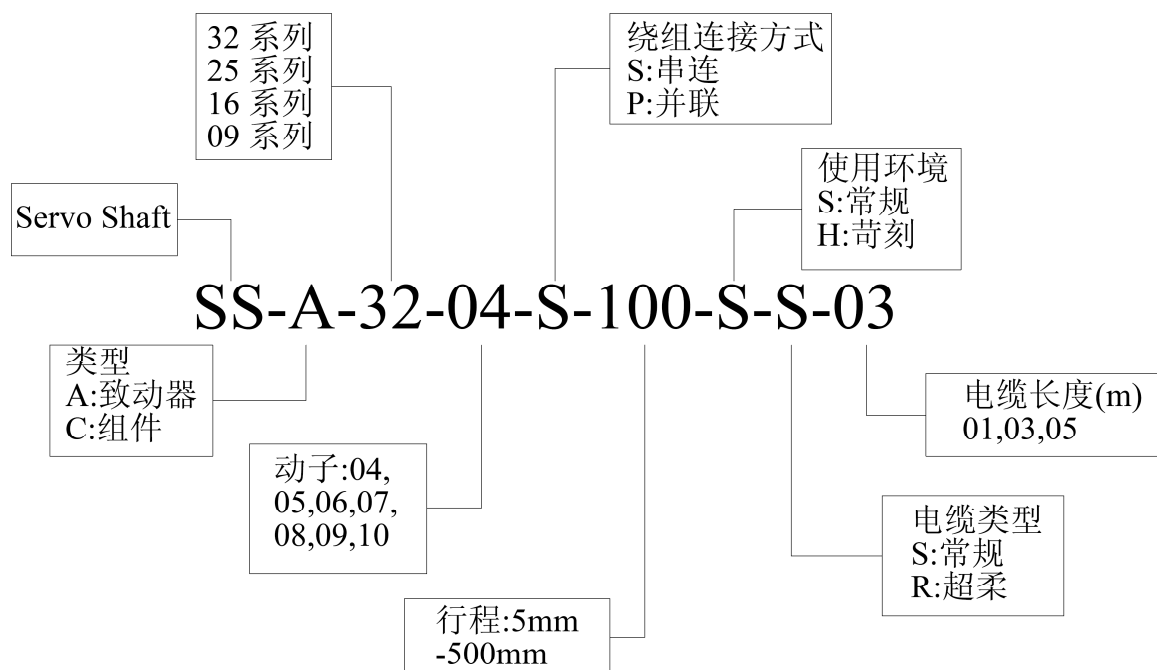 32 系列
25 系列
16 系列
09 系列
绕组连接方式
S:串连
P:并联
使用环境
S:常规
H:苛刻
Servo Shaft
SS-A-32-04-S-100-S-S-03
类型
A:致动器
C:组件
动子:04,
05,06,07,
08,09,10
行程:5mm
-500mm
电缆长度(m)
01,03,05
电缆类型
S:常规
R:超柔